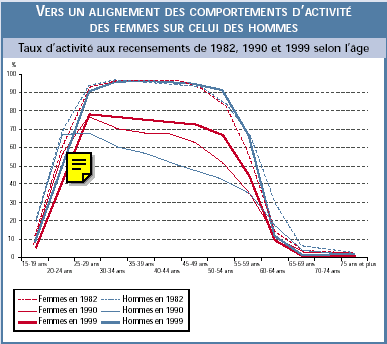 VERS UN ALIGNEMENT DES COMPORTEMENTS D'ACTIVITÉ
DES FEMMES SUR CELUI DES HOMMES
Taux d'activité aux recensements de 1982, 1990 et 1999 selon l'âge
%
100
90
80
70
60
50
40
30
20
10
0
15-19 ans
20-24 ans
25-29 ans
30-34 ans
35-39 ans
40-44 ans
45-49 ans
50-54 ans
55-59 ans
60-64 ans
65-69 ans
70-74 ans
75 ans et plus
Femmes en 1982
Hommes en 1982
Femmes en 1990
Hommes en 1990
Femmes en 1999
Hommes en 1999